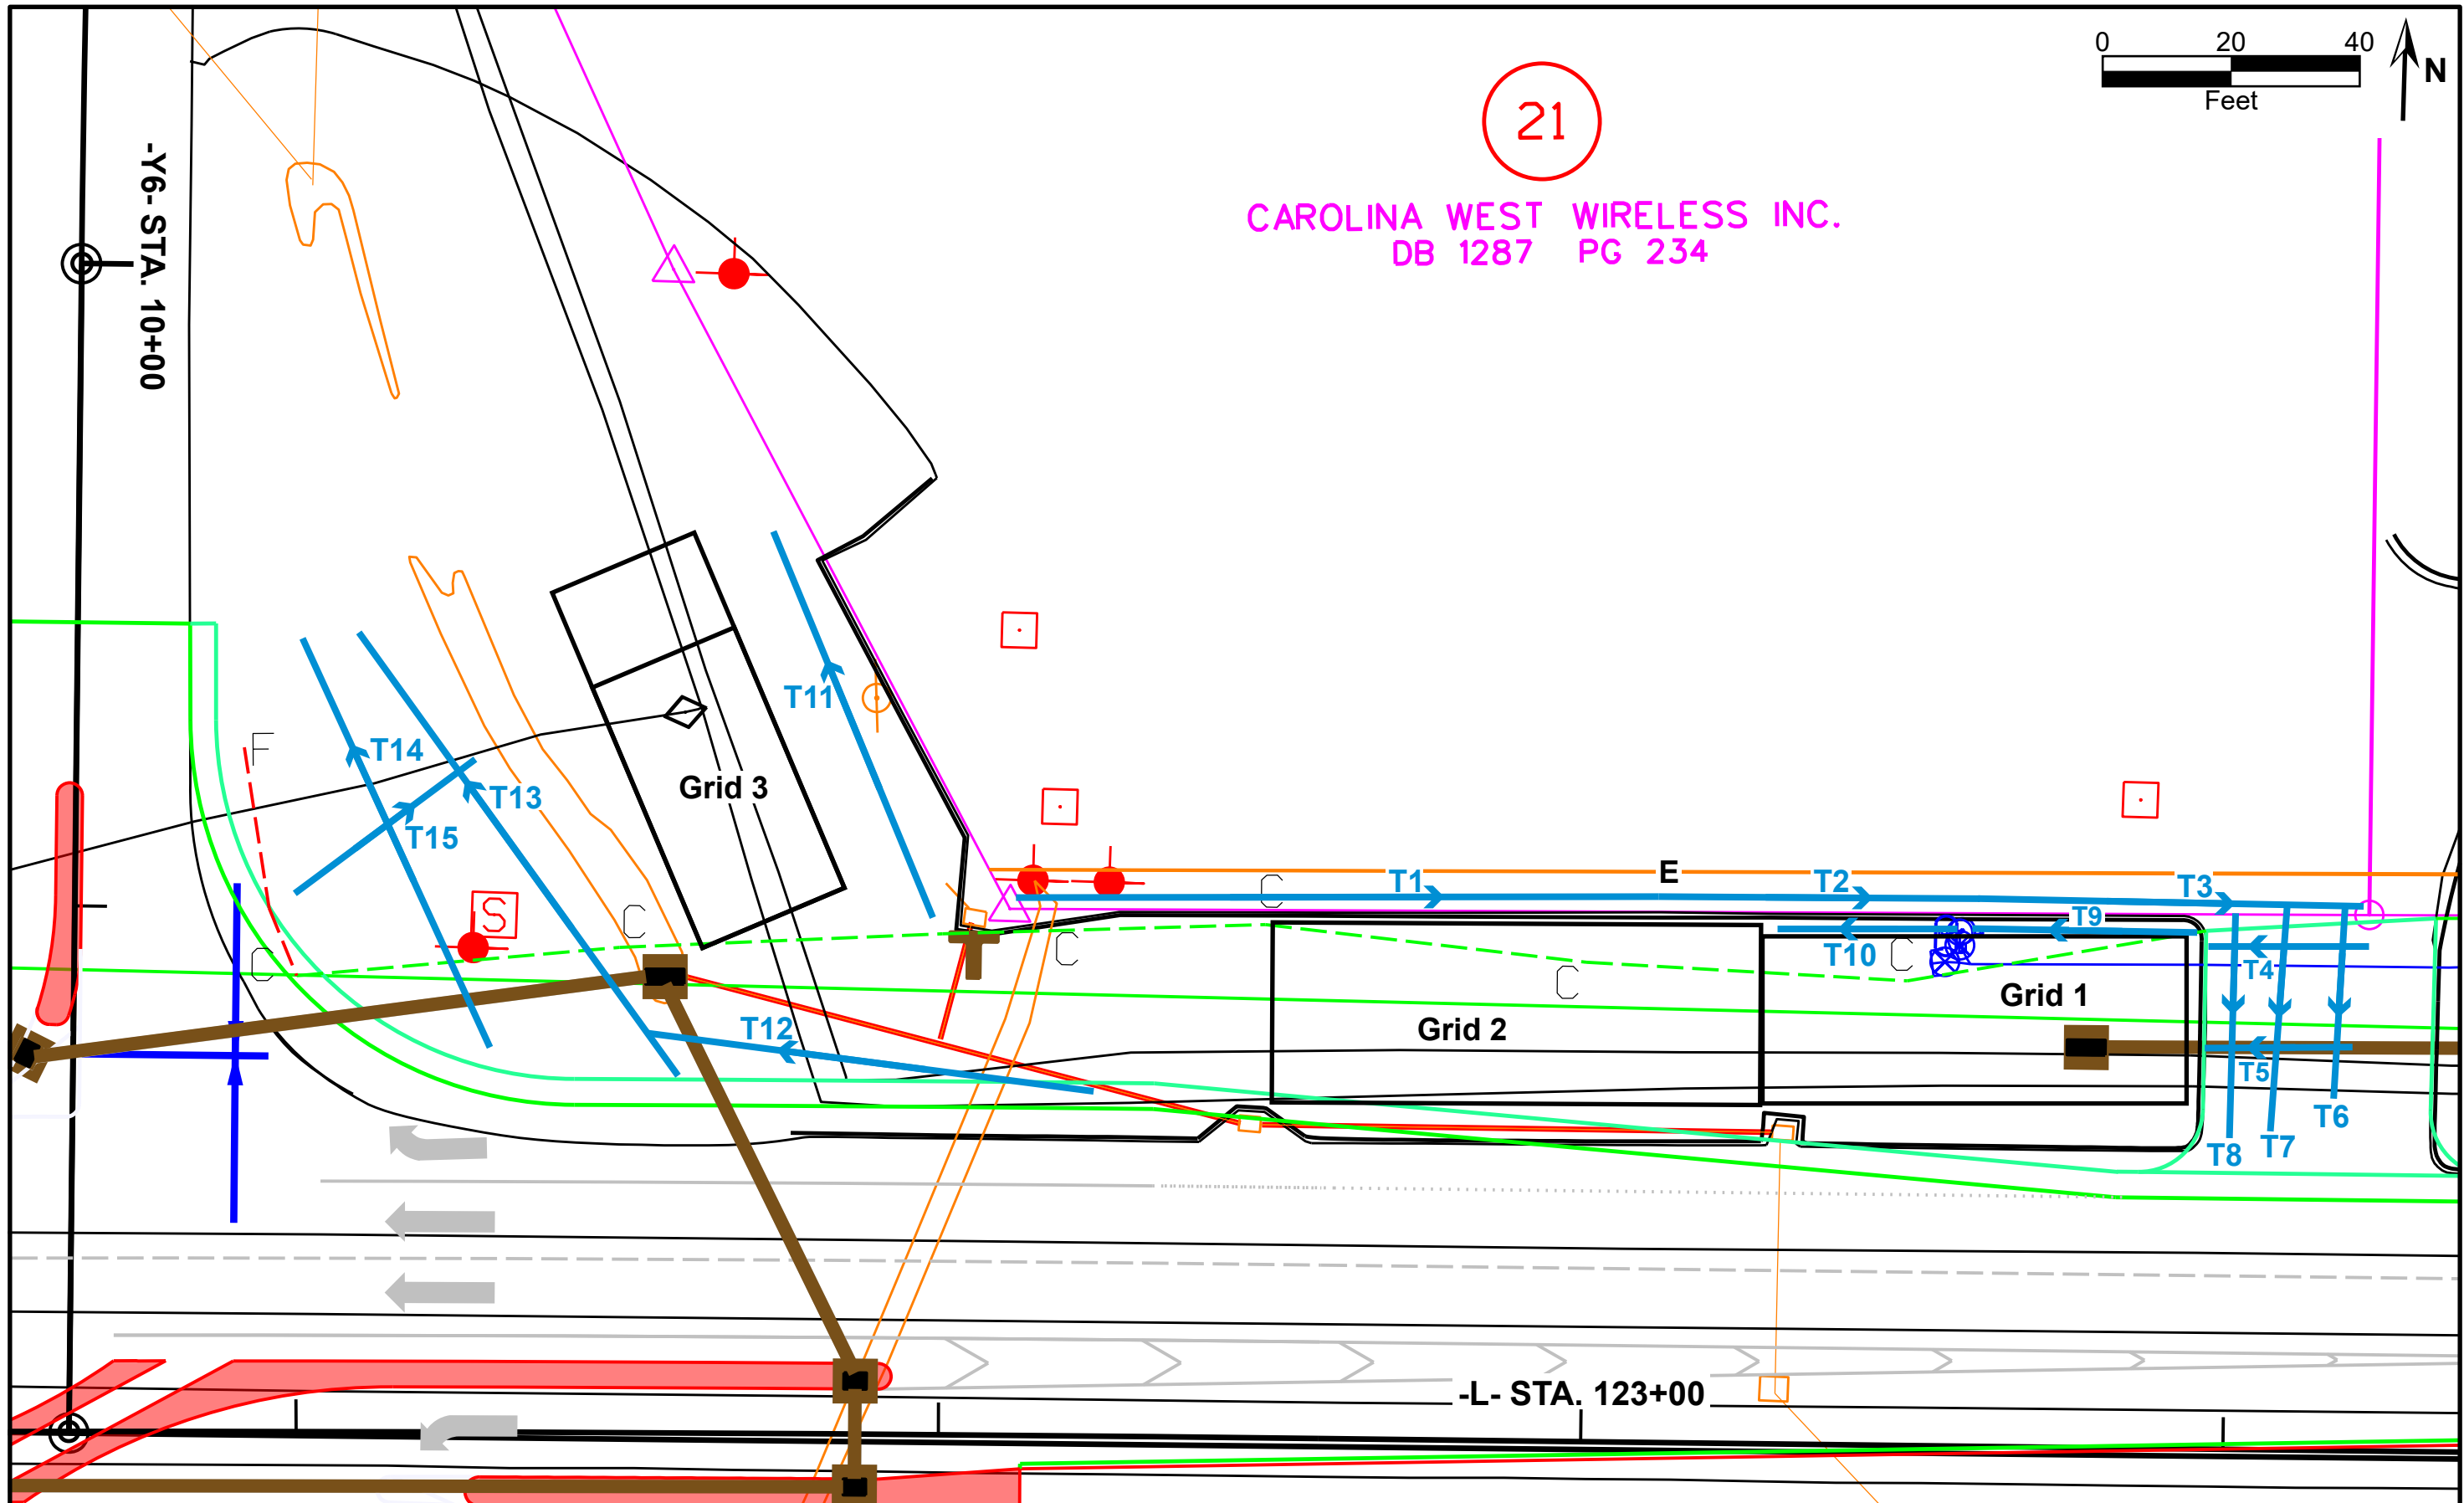 0 20 40
Feet
N
21
CAROLINA WEST WIRELESS INC.
DB 1287 PG 234
-Y6- STA. 10+00
T11
Grid 3
F
T14
T13
T15
S
C
C
C
C
C
C
E
T1
T2
T3
T9
T10
T4
Grid 1
Grid 2
T12
T5
T6
T7
T8
-L- STA. 123+00